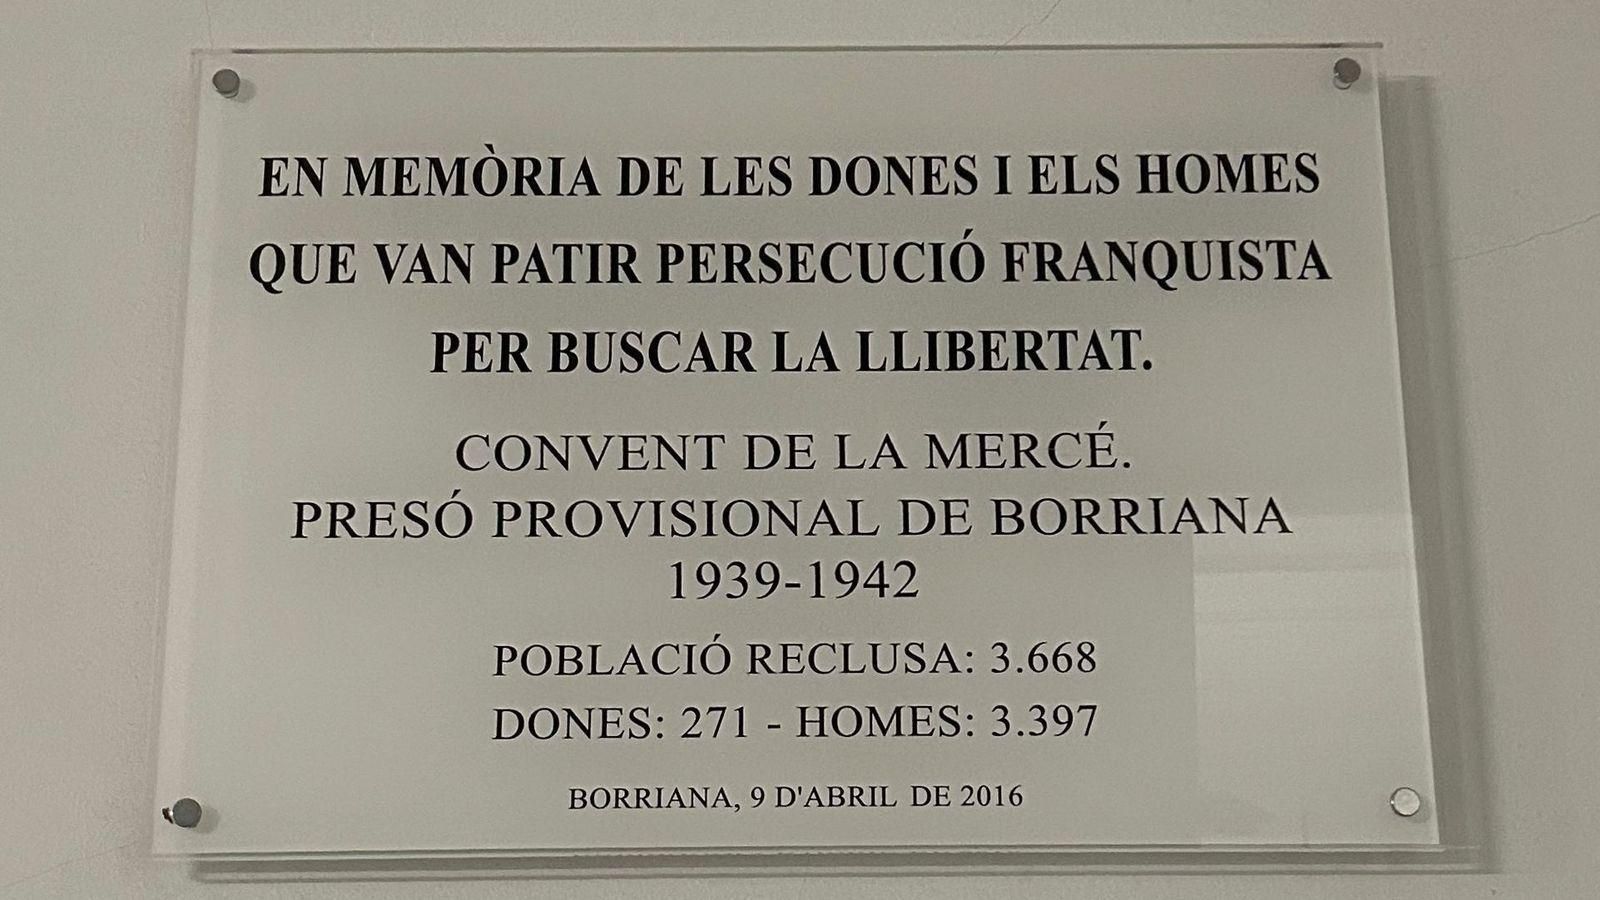 EN MEMÒRIA DE LES DONES I ELS HOMES
QUE VAN PATIR PERSECUCIÓ FRANQUISTA
PER BUSCAR LA LLIBERTAT.
CONVENT DE LA MERCÉ.
PRESÓ PROVISIONAL DE BORRIANA
1939-1942
POBLACIÓ RECLUSA: 3.668
DONES: 271 - HOMES: 3.397
BORRIANA, 9 D'ABRIL DE 2016